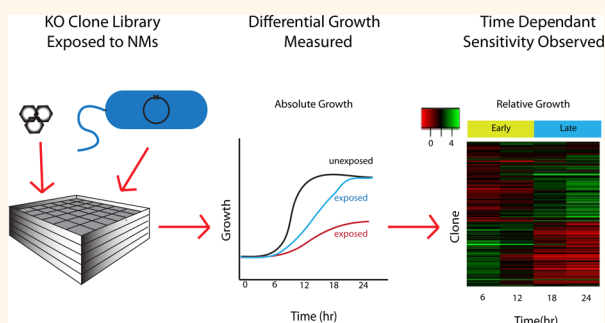 KO Clone Library
Exposed to NMs
Differential Growth
Measured
Time Dependant
Sensitivity Observed
Absolute Growth
unexposed
exposed
exposed
Growth
0 6 12 18 24
Time (hr)
0 4
Relative Growth
Early Late
Clone
6 12 18 24
Time(hr)